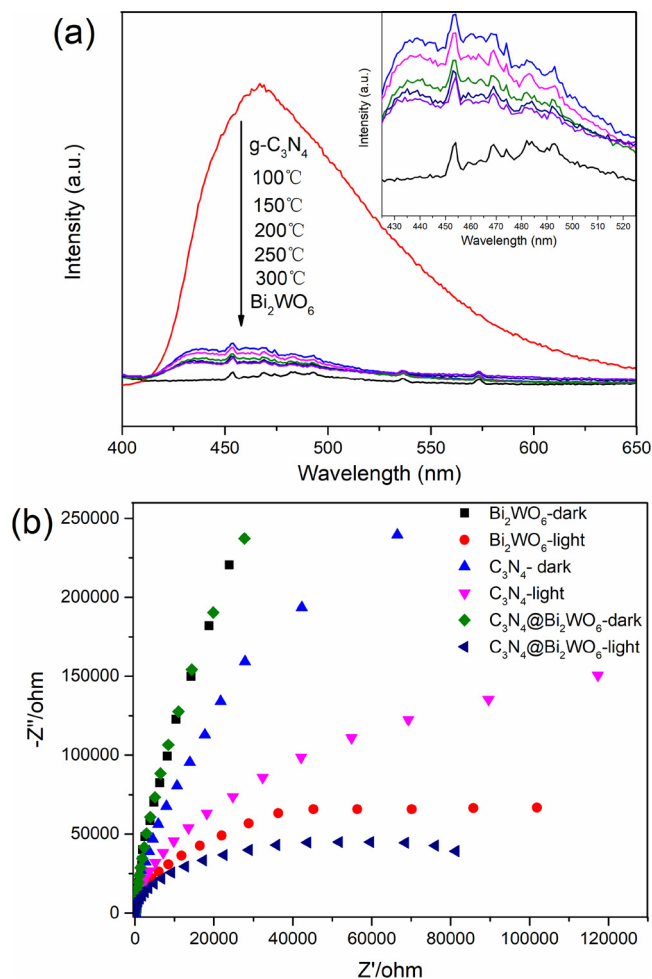 (a)
Intensity (a.u.)
g-C₃N₄
100℃
150℃
200℃
250℃
300℃
Bi₂WO₆
400 450 500 550 600 650
Wavelength (nm)
Intensity (a.u.)
430 440 450 460 470 480 490 500 510 520
Wavelength (nm)
(b)
-Z''/ohm
250000
200000
150000
100000
50000
0
Bi₂WO₆-dark
Bi₂WO₆-light
C₃N₄- dark
C₃N₄-light
C₃N₄@Bi₂WO₆-dark
C₃N₄@Bi₂WO₆-light
0 20000 40000 60000 80000 100000 120000
Z'/ohm